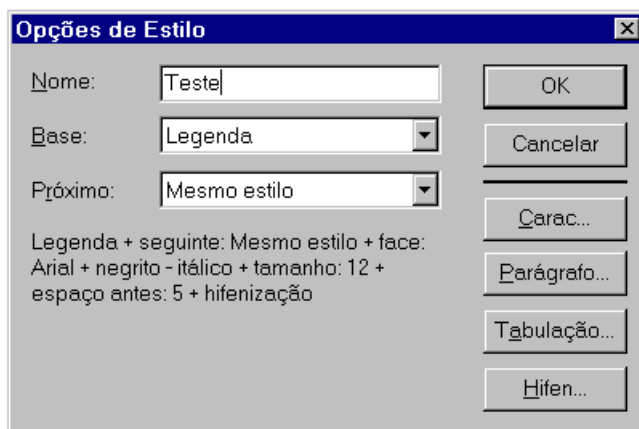 Opções de Estilo
Nome:
Teste
OK
Base:
Legenda
Cancelar
Próximo:
Mesmo estilo
Carac...
Legenda + seguinte: Mesmo estilo + face:
Arial + negrito - itálico + tamanho: 12 +
espaço antes: 5 + hifenização
Parágrafo...
Tabulação...
Hifen...